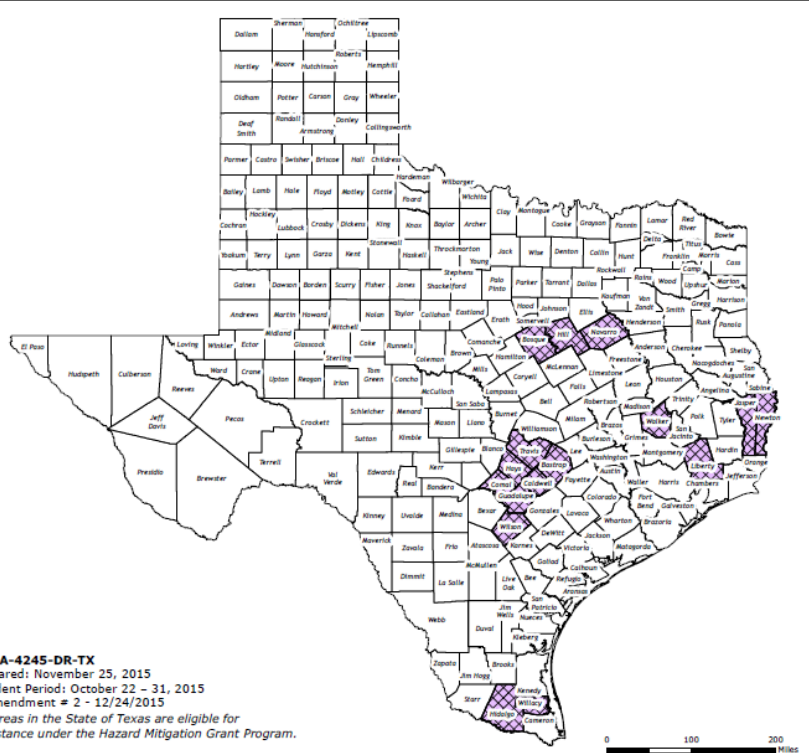 Sherman Ochiltree
Dallam Hansford Lipscomb
Roberts
Hartley Moore Hutchinson Hemphill
Oldham Potter Carson Gray Wheeler
Deaf Smith Randall Armstrong Donley Collingsworth
Parmer Castro Swisher Briscoe Hall Childress
Hardeman Wilbarger
Bailey Lamb Hale Floyd Motley Cottle Foard Wichita
Clay Montague Cooke Grayson Fannin Lamar Red River Bowie
Cochran Hockley Lubbock Crosby Dickens King Knox Baylor Archer
Delta Titus Franklin Morris Cass Camp
Stonewall Haskell Throckmorton Young Jack Wise Denton Collin Hunt Rockwall
Yoakum Terry Lynn Garza Kent
Stephens
Gaines Dawson Borden Scurry Fisher Jones Shackelford Palo Pinto Parker Tarrant Dallas Kaufman Rains Wood Upshur Marion
Van Zandt Gregg Harrison
Andrews Martin Howard Mitchell Nolan Taylor Callahan Eastland Erath Hood Johnson Ellis Henderson Smith Rusk Panola
Somervell Bosque Hill Navarro
El Paso Loving Winkler Ector Midland Glasscock Sterling Coke Runnels Coleman Brown Comanche Hamilton Freestone Anderson Cherokee Shelby
Nacogdoches San Augustine Sabine
Hudspeth Culberson Reeves Ward Crane Upton Reagan Irion Tom Green Concho McCulloch Mills Coryell McLennan Limestone Leon Houston Angelina
San Saba Lampasas Bell Falls Robertson Madison Trinity Jasper Newton
Jeff Davis Pecos Crockett Schleicher Menard Mason Llano Burnet Milam Brazos Walker Polk Tyler
Williamson Burleson Grimes San Jacinto
Sutton Kimble Gillespie Blanco Travis Lee Washington Montgomery Hardin Orange
Presidio Brewster Terrell Val Verde Edwards Kerr Real Bandera Hays Bastrop Austin Liberty
Comal Caldwell Fayette Waller Harris Chambers Jefferson
Guadalupe Colorado Fort Bend Galveston
Kinney Uvalde Medina Bexar Gonzales Lavaca Wharton Brazoria
Wilson DeWitt Jackson Matagorda
Maverick Zavala Frio Atascosa Karnes Victoria
McMullen Goliad Calhoun
Dimmit La Salle Live Oak Bee Refugio Aransas
San Patricio
Webb Duval Jim Wells Nueces
Kleberg
Zapata Jim Hogg Brooks
Starr Kenedy
Hidalgo Willacy
Cameron
A-4245-DR-TX
ared: November 25, 2015
dent Period: October 22 – 31, 2015
nendment # 2 - 12/24/2015
reas in the State of Texas are eligible for
stance under the Hazard Mitigation Grant Program.
0 100 200
Miles